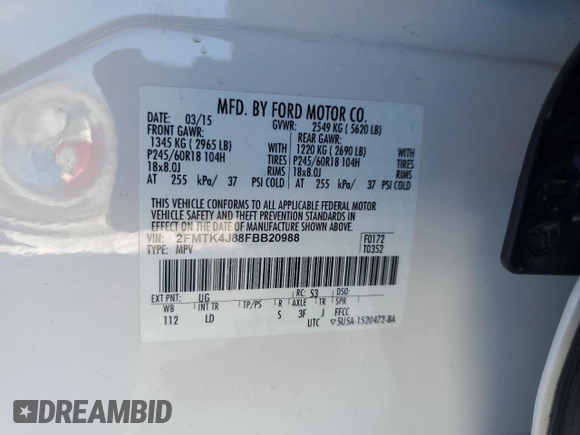 MFD. BY FORD MOTOR CO.
DATE: 03/15 GVWR: 2549 KG ( 5620 LB)
FRONT GAWR: REAR GAWR:
1345 KG ( 2965 LB) WITH 1220 KG ( 2690 LB) WITH
P245/60R18 104H TIRES P245/60R18 104H TIRES
18x8.0J RIMS 18x8.0J RIMS
AT 255 kPa/ 37 PSI COLD AT 255 kPa/ 37 PSI COLD
THIS VEHICLE CONFORMS TO ALL APPLICABLE FEDERAL MOTOR
VEHICLE SAFETY AND THEFT PREVENTION STANDARDS IN EFFECT ON
THE DATE OF MANUFACTURE SHOWN ABOVE.
VIN: 2FMTK4J88FBB20988 F0172
TYPE: MPV T0352
EXT PNT: UG RC: 53 DSO:
WB INT TR TP/PS R AXLE TR SPR
112 LD S 3F J FFCC
UTC ▽5U5A-1520472-BA
DREAMBID